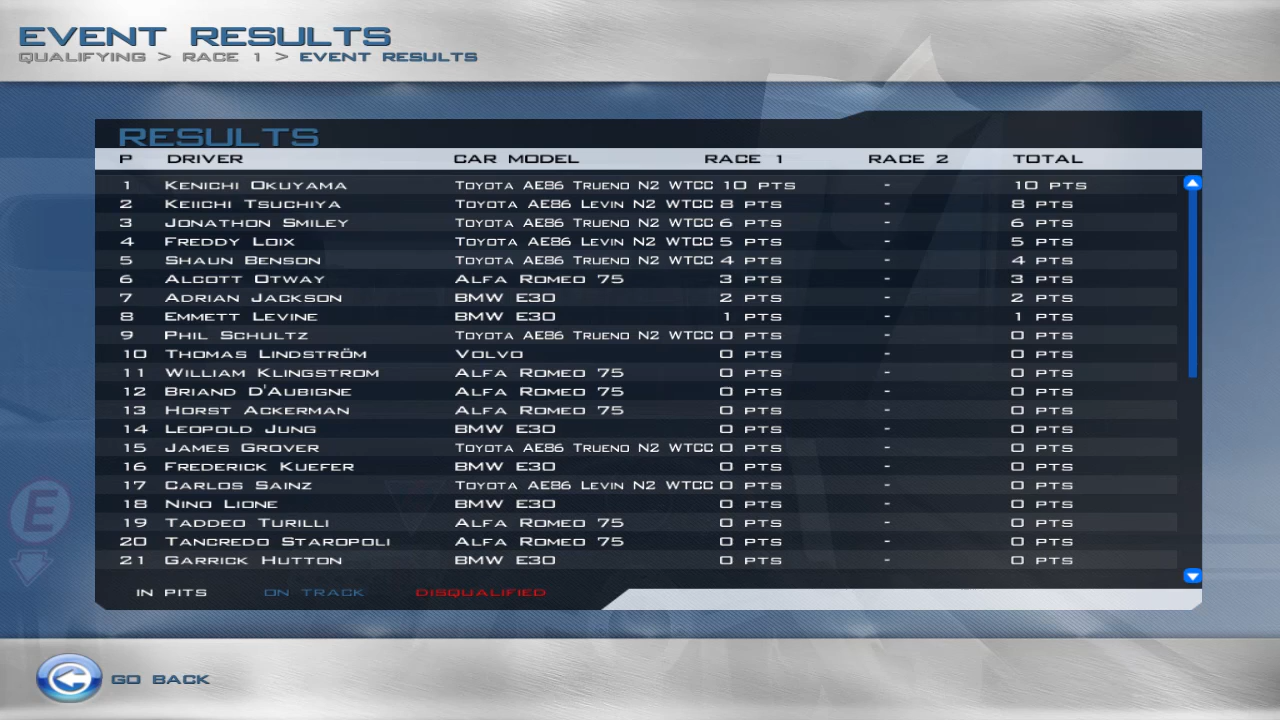 EVENT RESULTS
QUALIFYING > RACE 1 > EVENT RESULTS
RESULTS
P DRIVER CAR MODEL RACE 1 RACE 2 TOTAL
1 KENICHI OKUYAMA TOYOTA AE86 TRUENO N2 WTCC 10 PTS - 10 PTS
2 KEIICHI TSUCHIYA TOYOTA AE86 LEVIN N2 WTCC 8 PTS - 8 PTS
3 JONATHON SMILEY TOYOTA AE86 TRUENO N2 WTCC 6 PTS - 6 PTS
4 FREDDY LOIX TOYOTA AE86 LEVIN N2 WTCC 5 PTS - 5 PTS
5 SHAUN BENSON TOYOTA AE86 TRUENO N2 WTCC 4 PTS - 4 PTS
6 ALCOTT OTWAY ALFA ROMEO 75 3 PTS - 3 PTS
7 ADRIAN JACKSON BMW E30 2 PTS - 2 PTS
8 EMMETT LEVINE BMW E30 1 PTS - 1 PTS
9 PHIL SCHULTZ TOYOTA AE86 TRUENO N2 WTCC 0 PTS - 0 PTS
10 THOMAS LINDSTRÖM VOLVO 0 PTS - 0 PTS
11 WILLIAM KLINGSTROM ALFA ROMEO 75 0 PTS - 0 PTS
12 BRIAND D'AUBIGNE ALFA ROMEO 75 0 PTS - 0 PTS
13 HORST ACKERMAN ALFA ROMEO 75 0 PTS - 0 PTS
14 LEOPOLD JUNG BMW E30 0 PTS - 0 PTS
15 JAMES GROVER TOYOTA AE86 TRUENO N2 WTCC 0 PTS - 0 PTS
16 FREDERICK KUEFER BMW E30 0 PTS - 0 PTS
17 CARLOS SAINZ TOYOTA AE86 LEVIN N2 WTCC 0 PTS - 0 PTS
18 NINO LIONE BMW E30 0 PTS - 0 PTS
19 TADDEO TURILLI ALFA ROMEO 75 0 PTS - 0 PTS
20 TANCREDO STAROPOLI ALFA ROMEO 75 0 PTS - 0 PTS
21 GARRICK HUTTON BMW E30 0 PTS - 0 PTS
E
IN PITS ON TRACK DISQUALIFIED
GO BACK